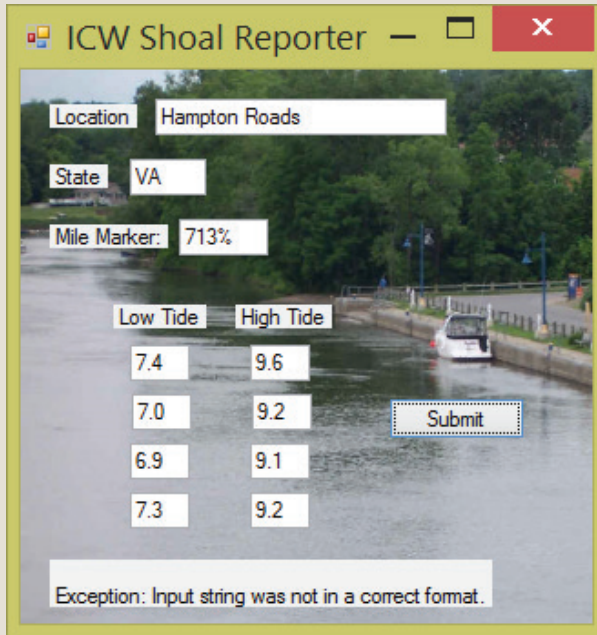 ICW Shoal Reporter
Location Hampton Roads
State VA
Mile Marker: 713%
Low Tide High Tide
7.4 9.6
7.0 9.2
Submit
6.9 9.1
7.3 9.2
Exception: Input string was not in a correct format.